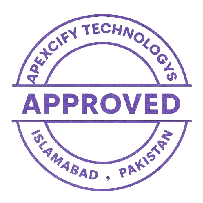 APEXCIFY TECHNOLOGYS
APPROVED
ISLAMABAD , PAKISTAN